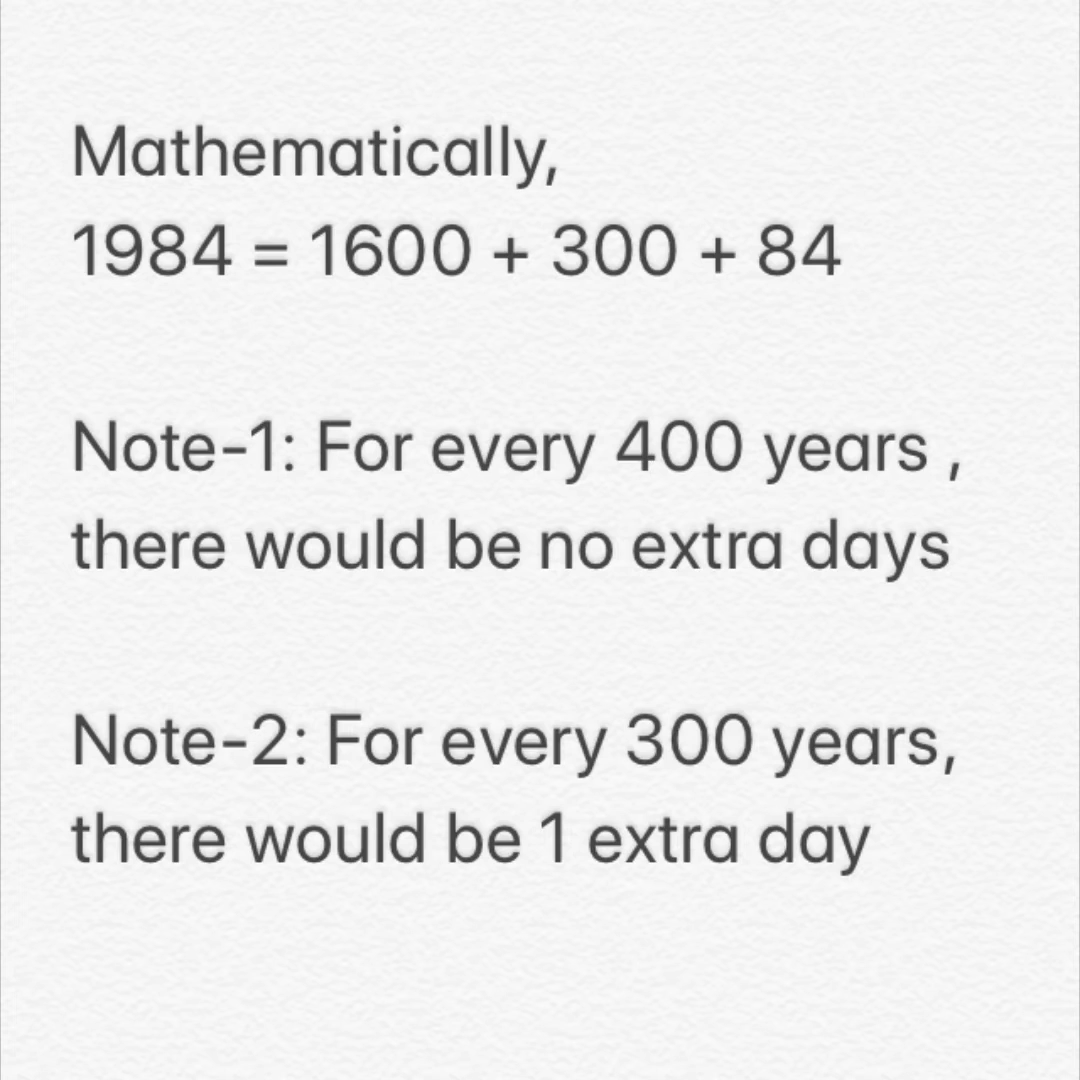 Mathematically,
1984 = 1600 + 300 + 84
Note-1: For every 400 years ,
there would be no extra days
Note-2: For every 300 years,
there would be 1 extra day